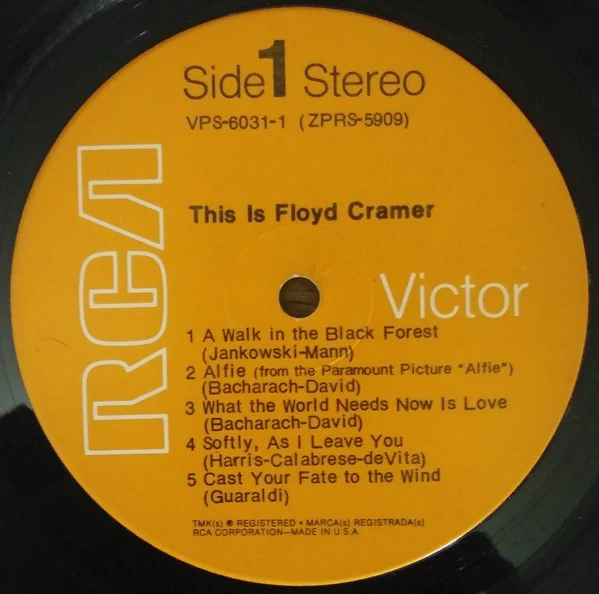 Side 1 Stereo
VPS-6031-1 (ZPRS-5909)
RCA
This Is Floyd Cramer
Victor
1 A Walk in the Black Forest
(Jankowski-Mann)
2 Alfie (from the Paramount Picture "Alfie")
(Bacharach-David)
3 What the World Needs Now Is Love
(Bacharach-David)
4 Softly, As I Leave You
(Harris-Calabrese-deVita)
5 Cast Your Fate to the Wind
(Guaraldi)
TMK(s) ® REGISTERED • MARCA(s) REGISTRADA(s)
RCA CORPORATION—MADE IN U.S.A.